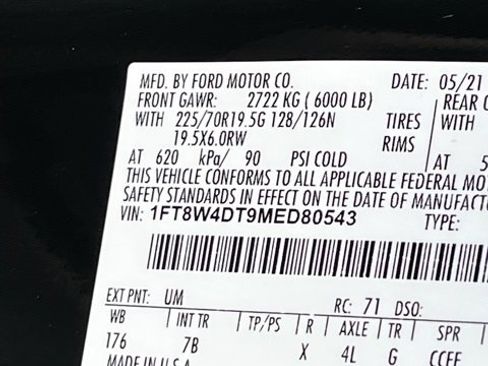 MFD. BY FORD MOTOR CO. DATE: 05/21
FRONT GAWR: 2722 KG ( 6000 LB) REAR
WITH 225/70R19.5G 128/126N TIRES WITH
19.5X6.0RW RIMS
AT 620 kPa/ 90 PSI COLD AT 5
THIS VEHICLE CONFORMS TO ALL APPLICABLE FEDERAL MO
SAFETY STANDARDS IN EFFECT ON THE DATE OF MANUFACT
VIN: 1FT8W4DT9MED80543 TYPE:
EXT PNT: UM RC: 71 DSO:
WB INT TR TP/PS R AXLE TR SPR
176 7B X 4L G CCFF
MADE IN U.S.A